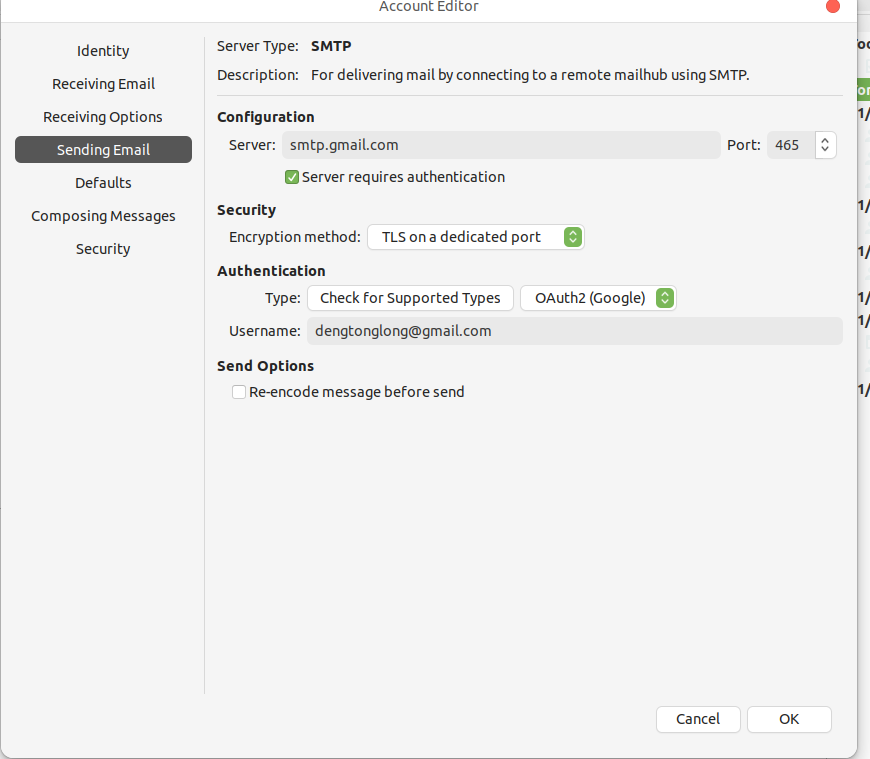 Account Editor
Identity
Receiving Email
Receiving Options
Sending Email
Defaults
Composing Messages
Security
Server Type: SMTP
Description: For delivering mail by connecting to a remote mailhub using SMTP.
Configuration
Server: smtp.gmail.com Port: 465
Server requires authentication
Security
Encryption method: TLS on a dedicated port
Authentication
Type: Check for Supported Types OAuth2 (Google)
Username: dengtonglong@gmail.com
Send Options
Re-encode message before send
Cancel OK